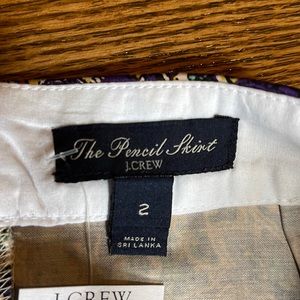 The Pencil Skirt
J.CREW
2
MADE IN
SRI LANKA
J.CREW